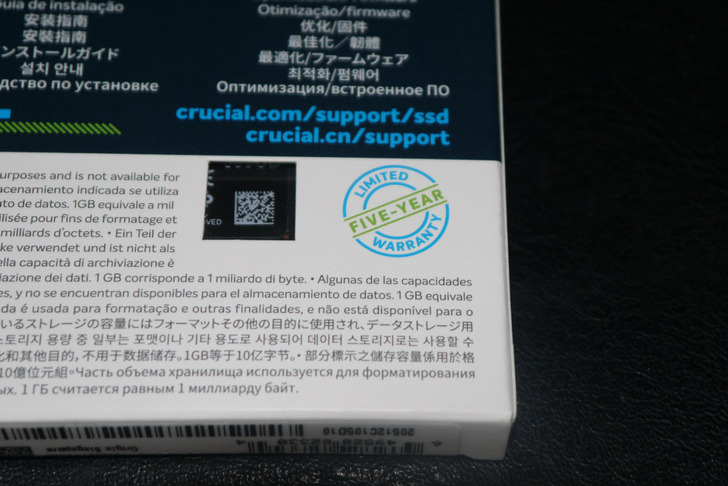 uia de instalação
安装指南
安裝指南
ンストールガイド
설치 안내
дство по установке
Otimização/firmware
优化/固件
最佳化／韌體
最適化/ファームウェア
최적화/펌웨어
Оптимизация/встроенное ПО
crucial.com/support/ssd
crucial.cn/support
urposes and is not available for
acenamiento indicada se utiliza
nto de datos. 1GB equivale a mil
ilisée pour fins de formatage et
milliards d'octets. • Ein Teil der
ke verwendet und ist nicht als
ella capacità di archiviazione è
iazione dei dati. 1 GB corrisponde a 1 miliardo di byte. • Algunas de las capacidades
es, y no se encuentran disponibles para el almacenamiento de datos. 1 GB equivale
da é usada para formatação e outras finalidades, e não está disponível para o
いるストレージの容量にはフォーマットその他の目的に使用され、データストレージ用
스토리지 용량 중 일부는 포맷이나 기타 용도로 사용되어 데이터 스토리지로는 사용할 수
化和其他目的,不用于数据储存。1GB等于10亿字节。• 部分標示之儲存容量係用於格
10億位元組。•Часть объема хранилища используется для форматирования
ых. 1 ГБ считается равным 1 миллиарду байт.
VED
LIMITED
FIVE-YEAR
WARRANTY
20512C105D10